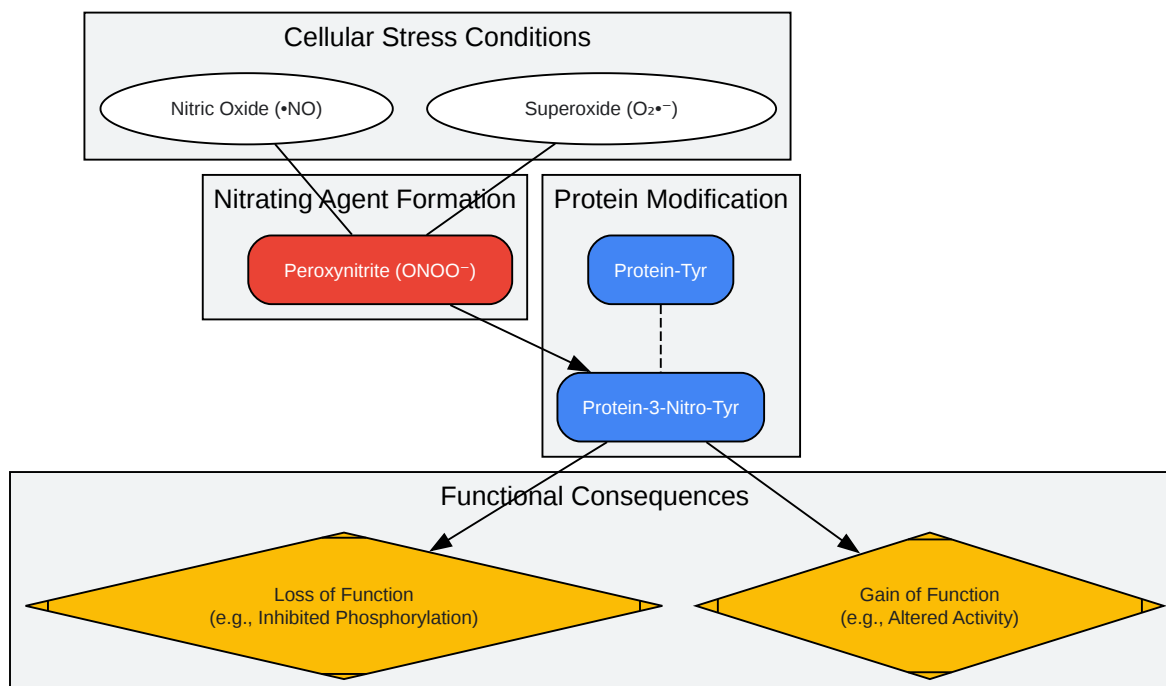 Cellular Stress Conditions
Nitric Oxide (•NO)
Superoxide (O₂•⁻)
Nitrating Agent Formation
Protein Modification
Peroxynitrite (ONOO⁻)
Protein-Tyr
Protein-3-Nitro-Tyr
Functional Consequences
Loss of Function
(e.g., Inhibited Phosphorylation)
Gain of Function
(e.g., Altered Activity)